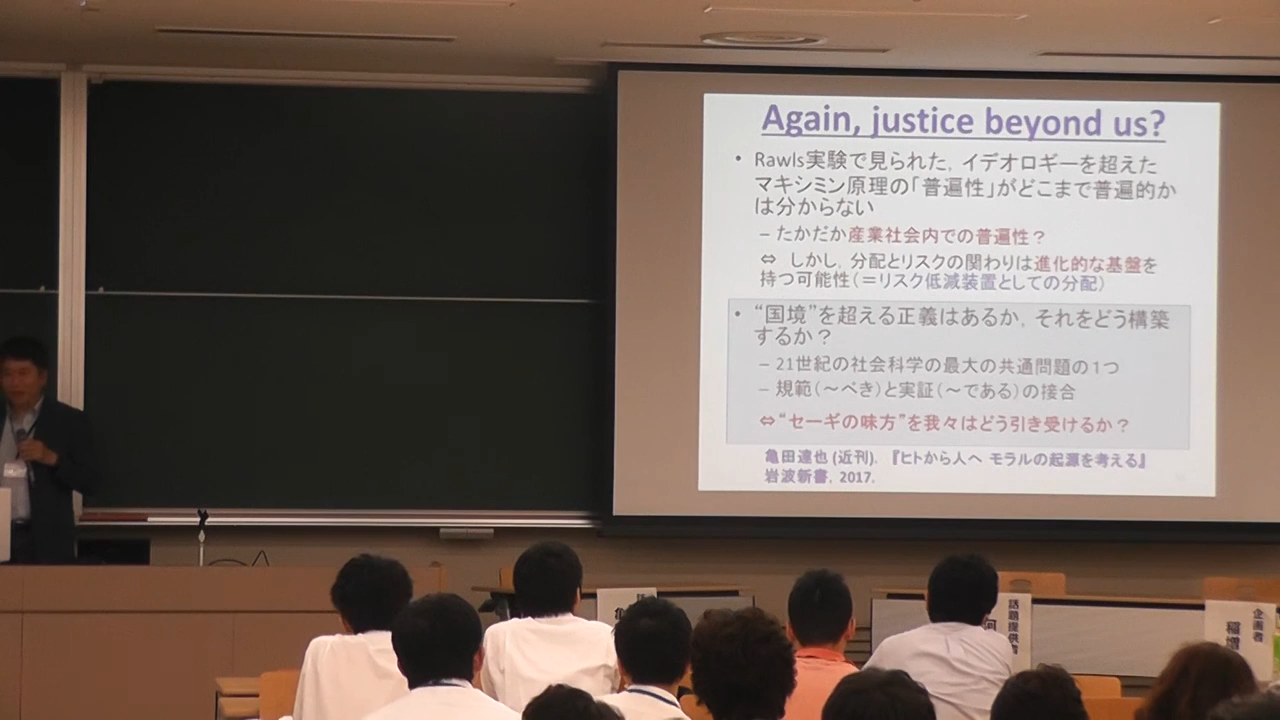 Again, justice beyond us?
• Rawls実験で見られた，イデオロギーを超えた
マキシミン原理の「普遍性」がどこまで普遍的か
は分からない
– たかだか産業社会内での普遍性？
⇔ しかし，分配とリスクの関わりは進化的な基盤を
持つ可能性（＝リスク低減装置としての分配）
• “国境”を超える正義はあるか，それをどう構築
するか？
– 21世紀の社会科学の最大の共通問題の1つ
– 規範（～べき）と実証（～である）の接合
⇔“セーギの味方”を我々はどう引き受けるか？
亀田達也 (近刊). 『ヒトから人へ モラルの起源を考える』
岩波新書, 2017.
話題提供者
河
企画者
稲増